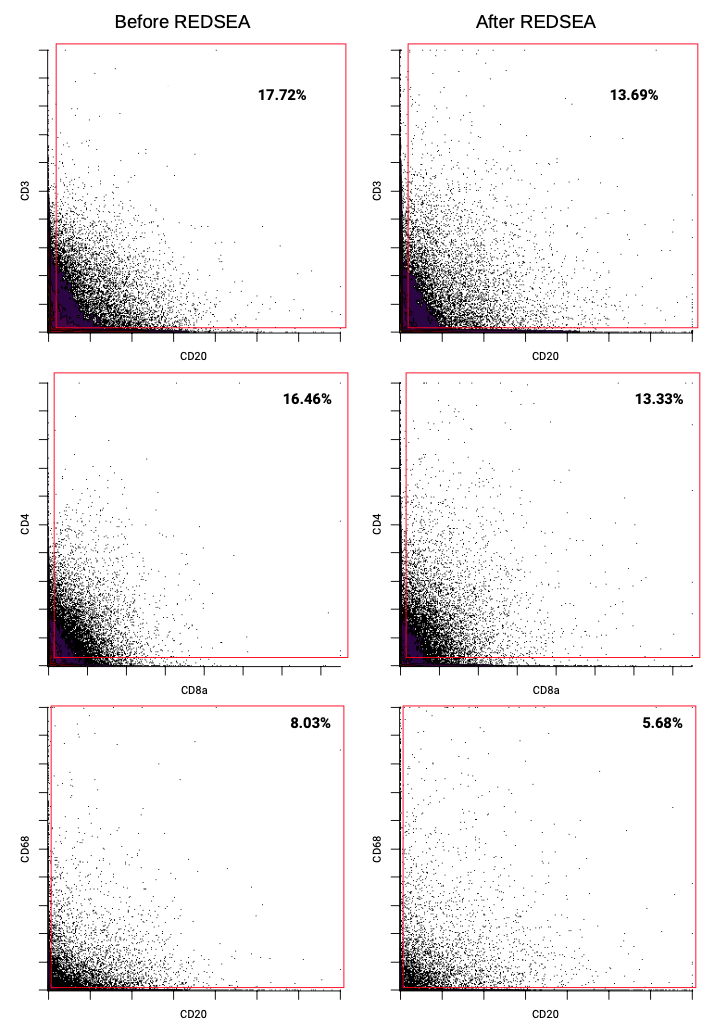 Before REDSEA
After REDSEA
17.72%
13.69%
CD3
CD3
CD20
CD20
16.46%
13.33%
CD4
CD4
CD8a
CD8a
8.03%
5.68%
CD68
CD68
CD20
CD20